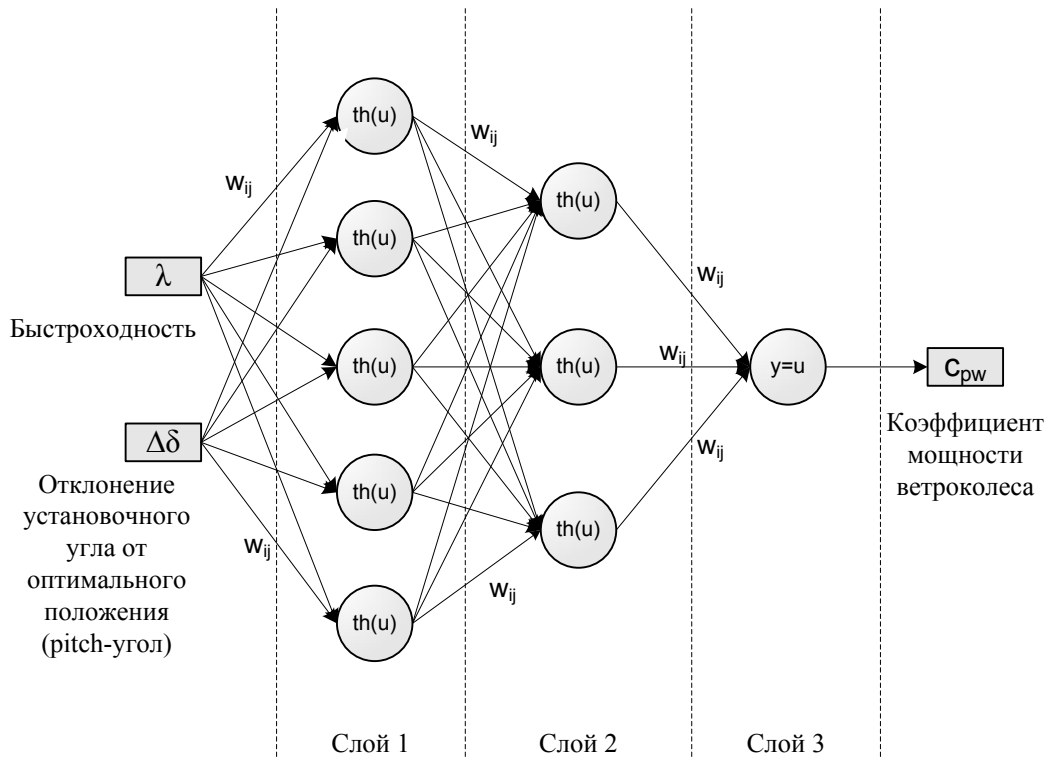 th(u)
w_ij
w_ij
th(u)
th(u)
λ
w_ij
Быстроходность
th(u)
th(u)
w_ij
y=u
c_pw
Δδ
Коэффициент
мощности
ветроколеса
w_ij
Отклонение
установочного
угла от
оптимального
положения
(pitch-угол)
th(u)
th(u)
w_ij
w_ij
th(u)
Слой 1
Слой 2
Слой 3